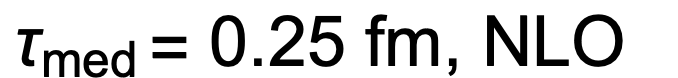 τmed = 0.25 fm, NLO